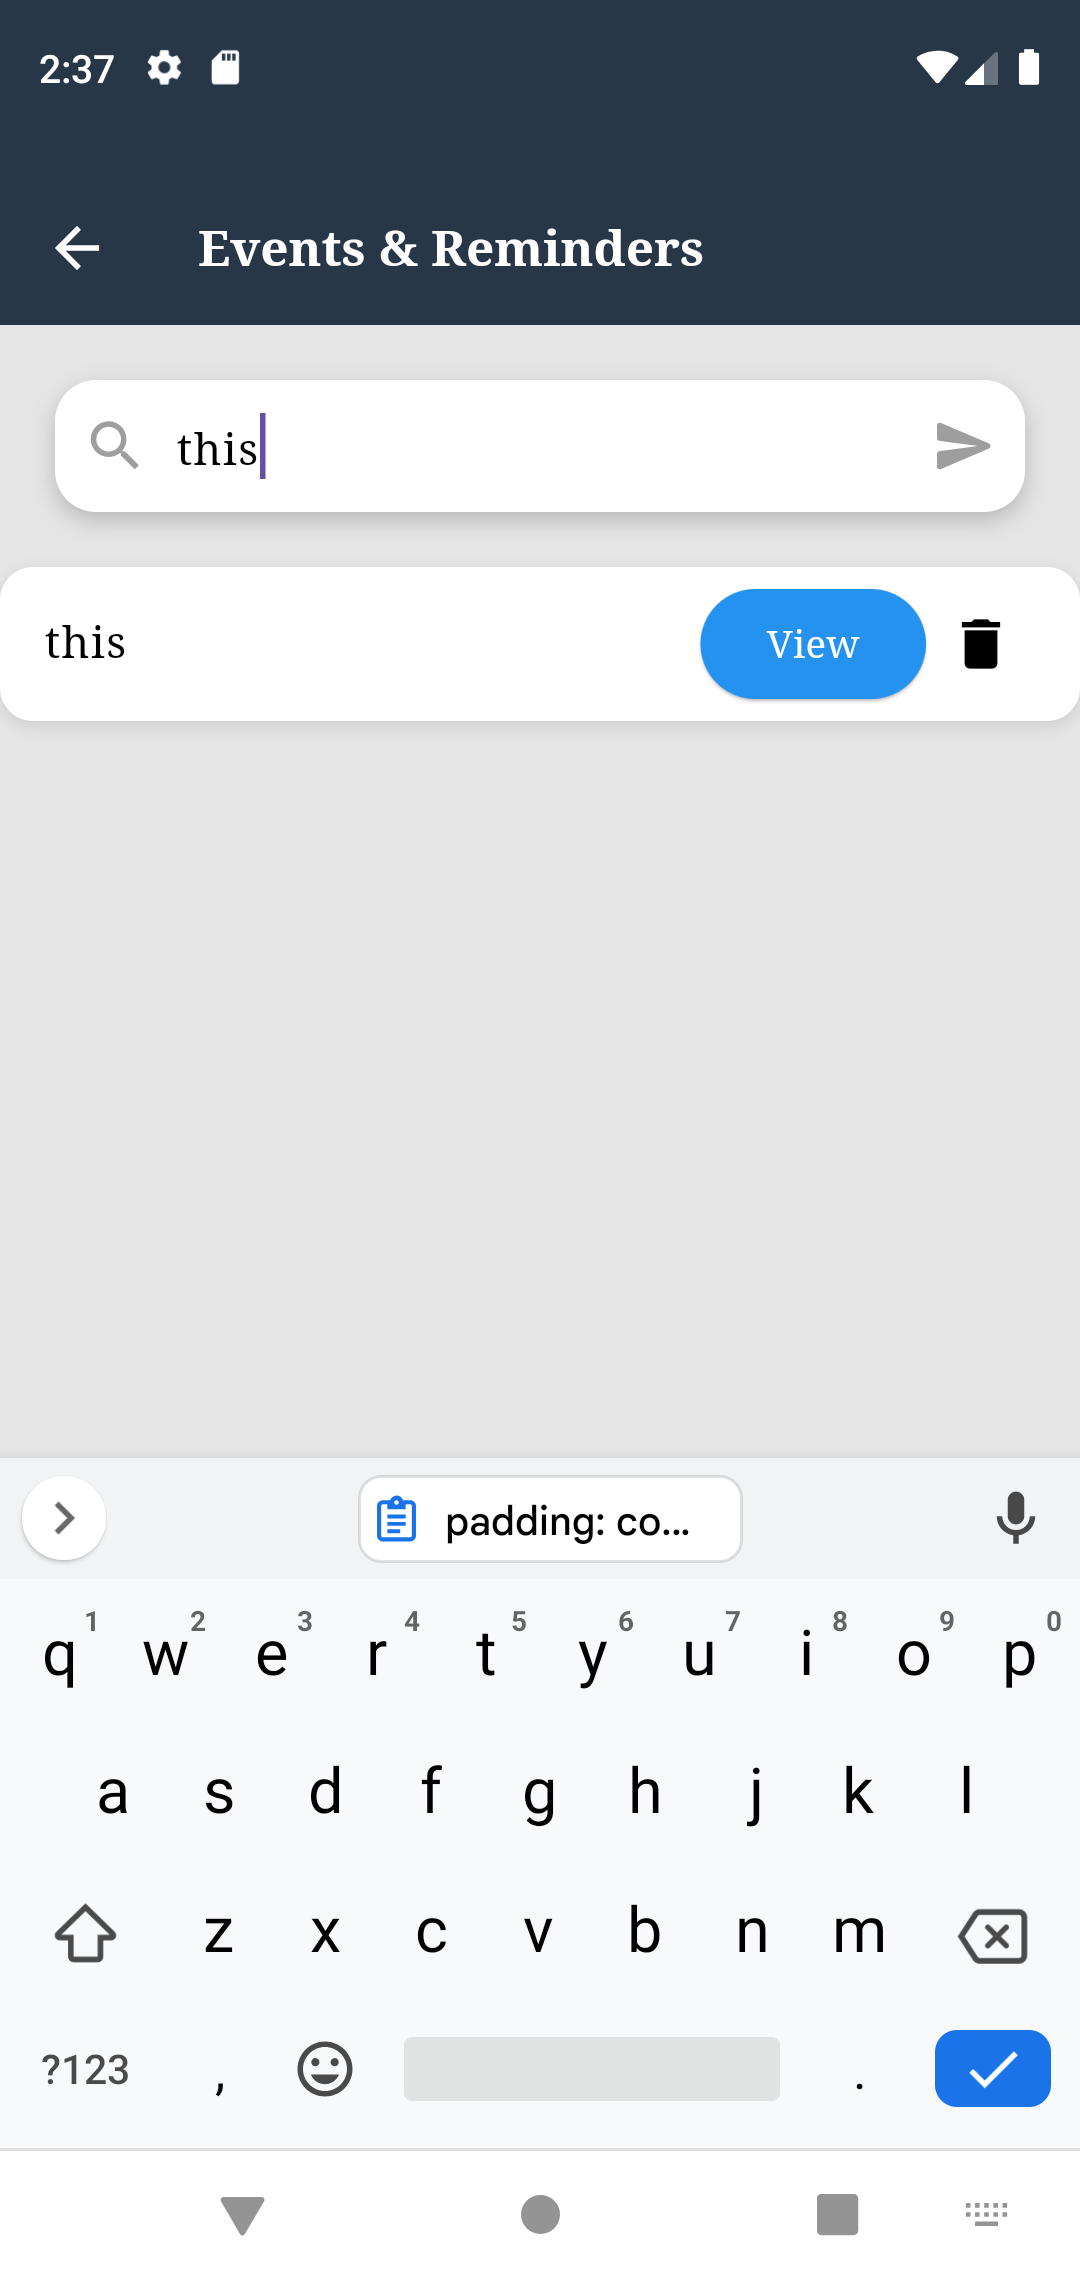 2:37
Events & Reminders
this
this View
padding: co...
1 2 3 4 5 6 7 8 9 0
q w e r t y u i o p
a s d f g h j k l
z x c v b n m
?123 , .